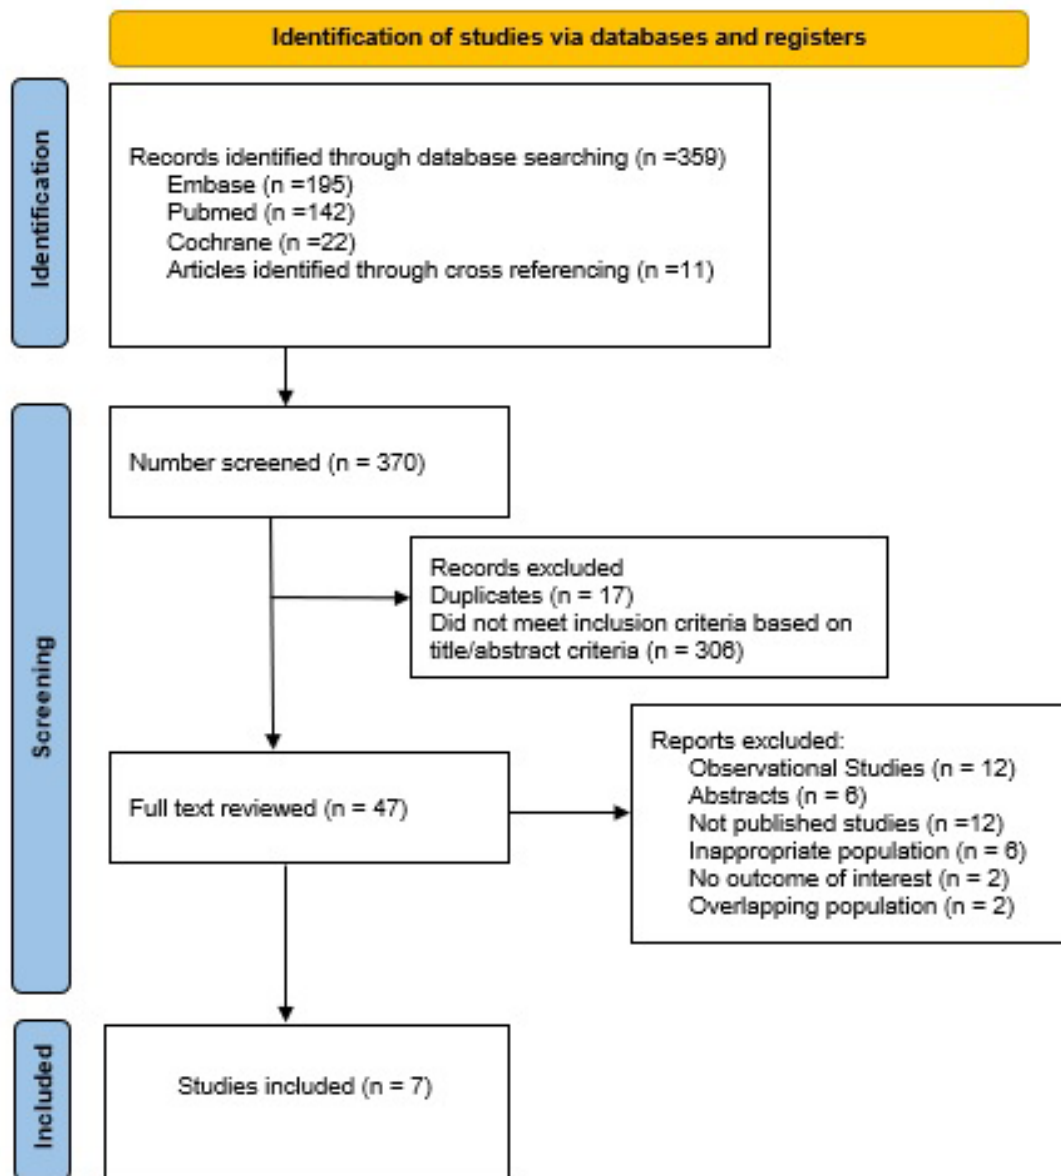 Identification of studies via databases and registers
Identification
Records identified through database searching (n =359)
Embase (n =195)
Pubmed (n =142)
Cochrane (n =22)
Articles identified through cross referencing (n =11)
Screening
Number screened (n = 370)
Records excluded
Duplicates (n = 17)
Did not meet inclusion criteria based on
title/abstract criteria (n = 306)
Full text reviewed (n = 47)
Reports excluded:
Observational Studies (n = 12)
Abstracts (n = 6)
Not published studies (n =12)
Inappropriate population (n = 6)
No outcome of interest (n = 2)
Overlapping population (n = 2)
Included
Studies included (n = 7)